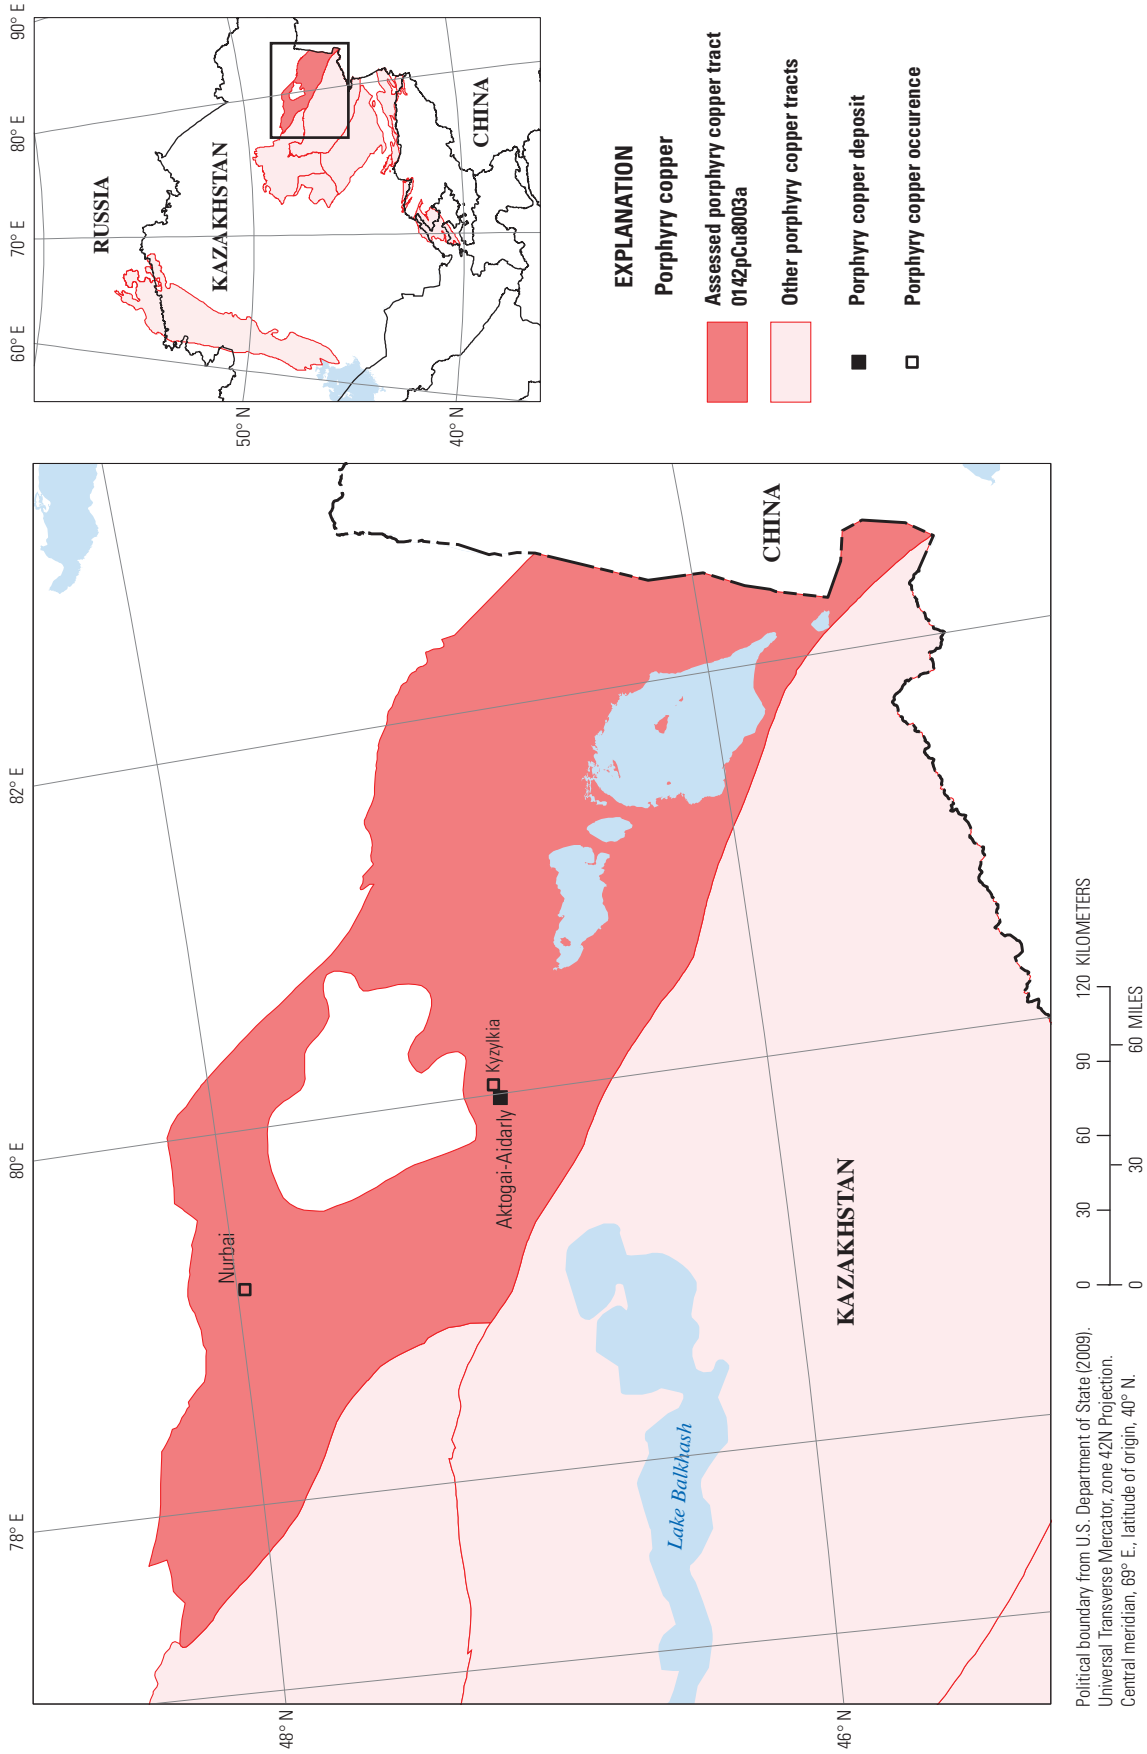 78° E
80° E
82° E
48° N
46° N
Nurbai
Aktogai-Aidarly
Kyzylkia
Lake Balkhash
KAZAKHSTAN
CHINA
Political boundary from U.S. Department of State (2009).
Universal Transverse Mercator, zone 42N Projection.
Central meridian, 69° E., latitude of origin, 40° N.
0 30 60 90 120 KILOMETERS
0 30 60 MILES
60° E
70° E
80° E
90° E
50° N
40° N
RUSSIA
KAZAKHSTAN
CHINA
EXPLANATION
Porphyry copper
Assessed porphyry copper tract
0142pCu8003a
Other porphyry copper tracts
Porphyry copper deposit
Porphyry copper occurence